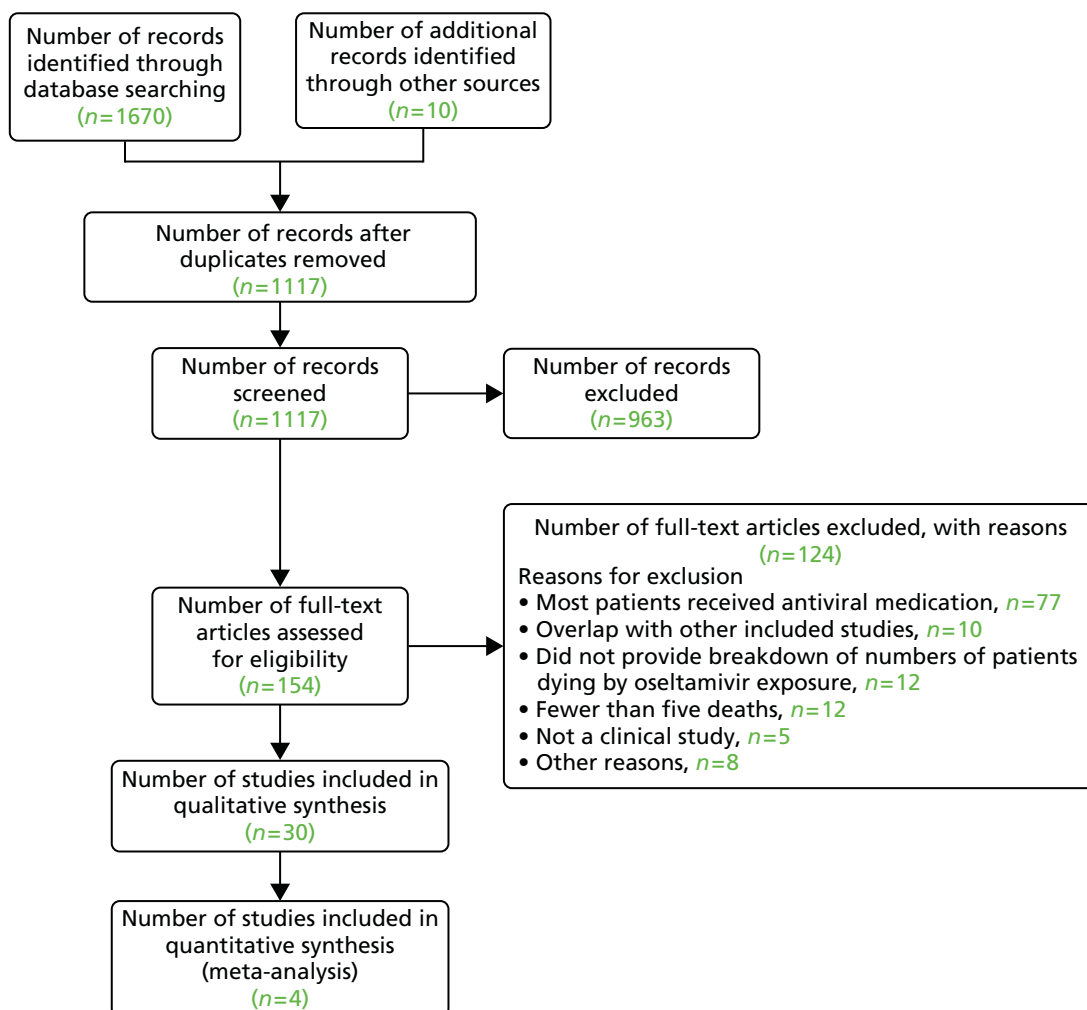 Number of records
identified through
database searching
(n=1670)
Number of additional
records identified
through other sources
(n=10)
Number of records after
duplicates removed
(n=1117)
Number of records
screened
(n=1117)
Number of records
excluded
(n=963)
Number of full-text
articles assessed
for eligibility
(n=154)
Number of full-text articles excluded, with reasons
(n=124)
Reasons for exclusion
• Most patients received antiviral medication, n=77
• Overlap with other included studies, n=10
• Did not provide breakdown of numbers of patients
dying by oseltamivir exposure, n=12
• Fewer than five deaths, n=12
• Not a clinical study, n=5
• Other reasons, n=8
Number of studies included in
qualitative synthesis
(n=30)
Number of studies included in
quantitative synthesis
(meta-analysis)
(n=4)